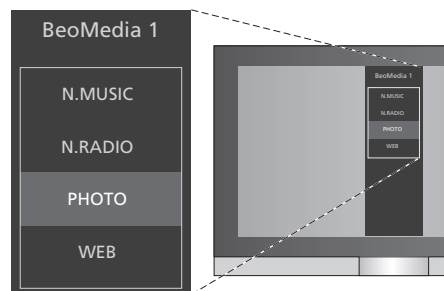 BeoMedia 1
N.MUSIC
N.RADIO
PHOTO
WEB
BeoMedia 1
N.MUSIC
N.RADIO
PHOTO
WEB